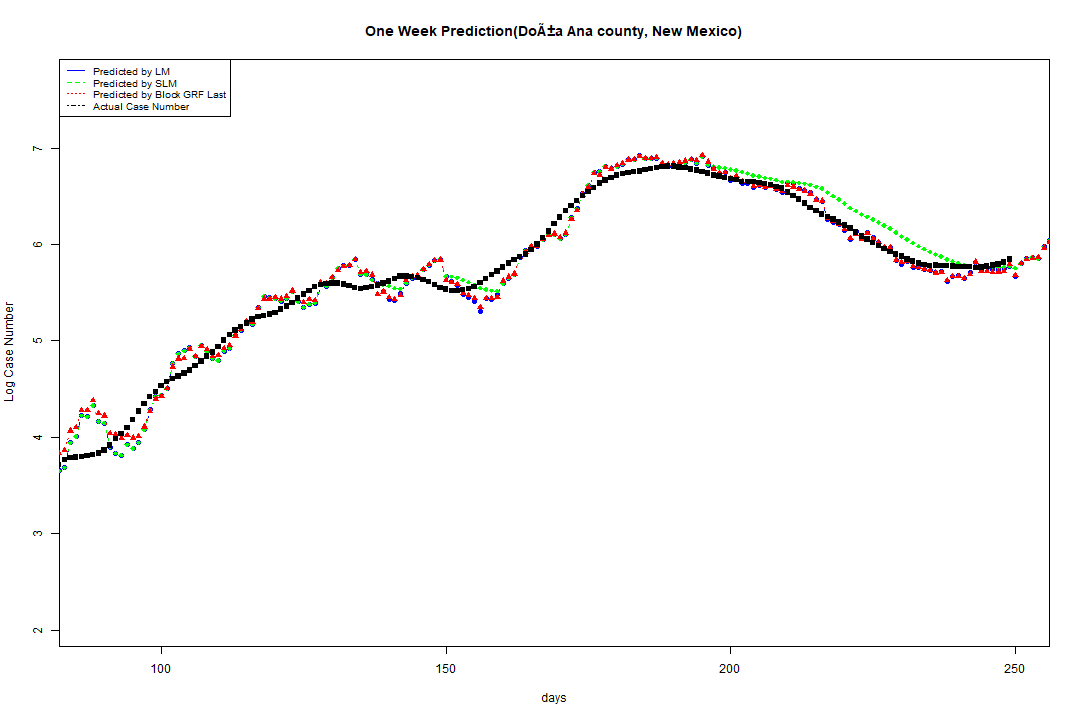 One Week Prediction(DoÃ±a Ana county, New Mexico)
Predicted by LM
Predicted by SLM
Predicted by Block GRF Last
Actual Case Number
Log Case Number
7
6
5
4
3
2
100 150 200 250
days